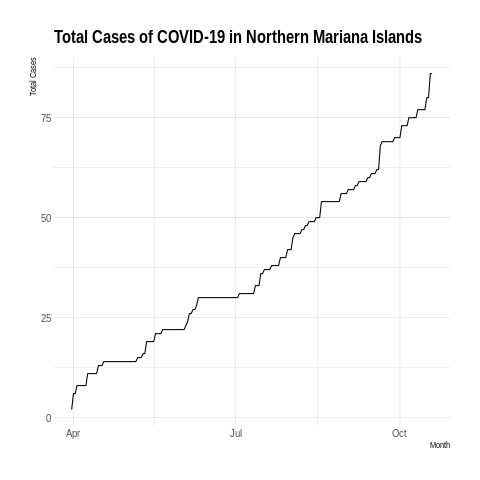 Total Cases of COVID-19 in Northern Mariana Islands
Total Cases
75
50
25
0
Apr
Jul
Oct
Month